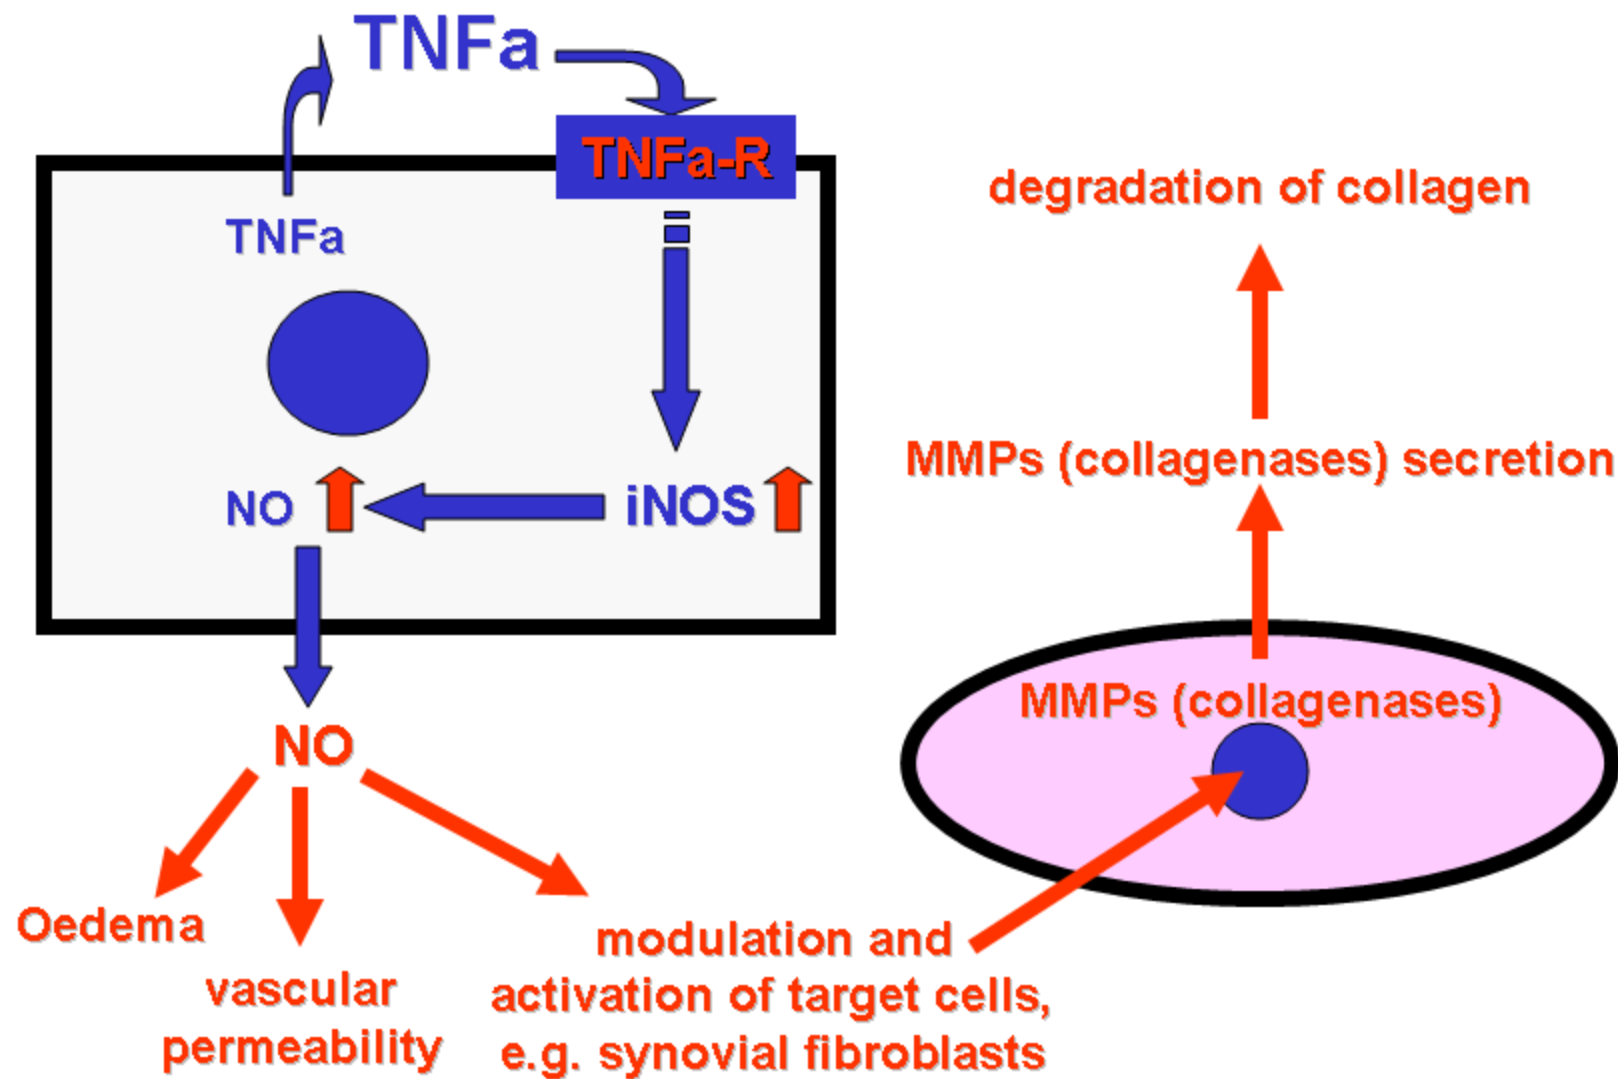 TNFa
TNFa-R
TNFa
NO
iNOS
NO
Oedema
vascular
permeability
modulation and
activation of target cells,
e.g. synovial fibroblasts
MMPs (collagenases)
MMPs (collagenases) secretion
degradation of collagen